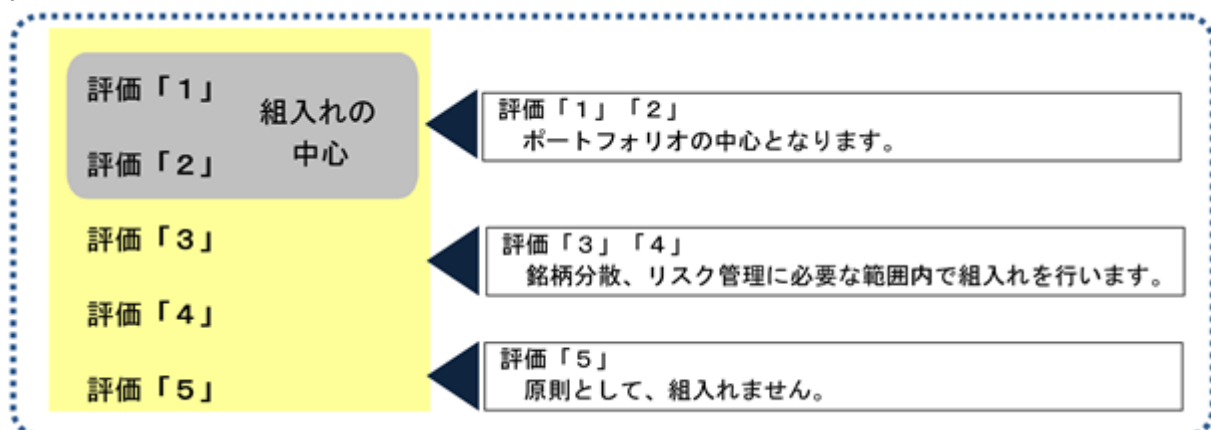 評価「１」
評価「２」
組入れの
中心
評価「３」
評価「４」
評価「５」
評価「１」「２」
ポートフォリオの中心となります。
評価「３」「４」
銘柄分散、リスク管理に必要な範囲内で組入れを行います。
評価「５」
原則として、組入れません。